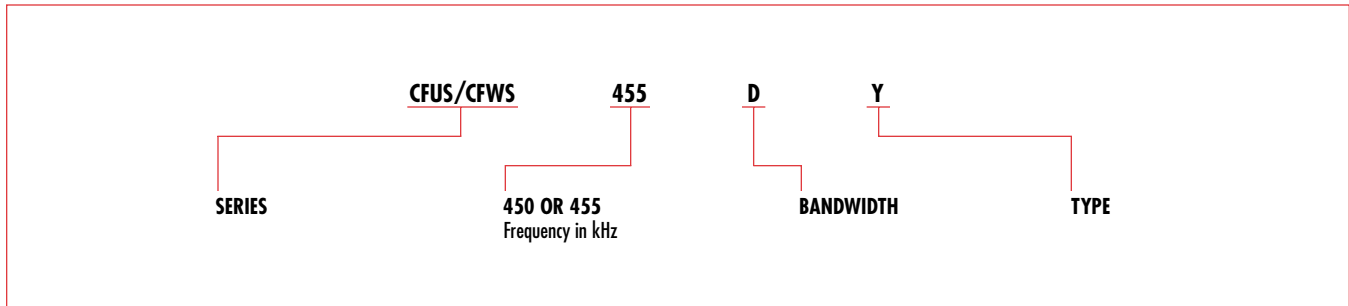 CFUS/CFWS 455 D Y
SERIES 450 OR 455 BANDWIDTH TYPE
Frequency in kHz